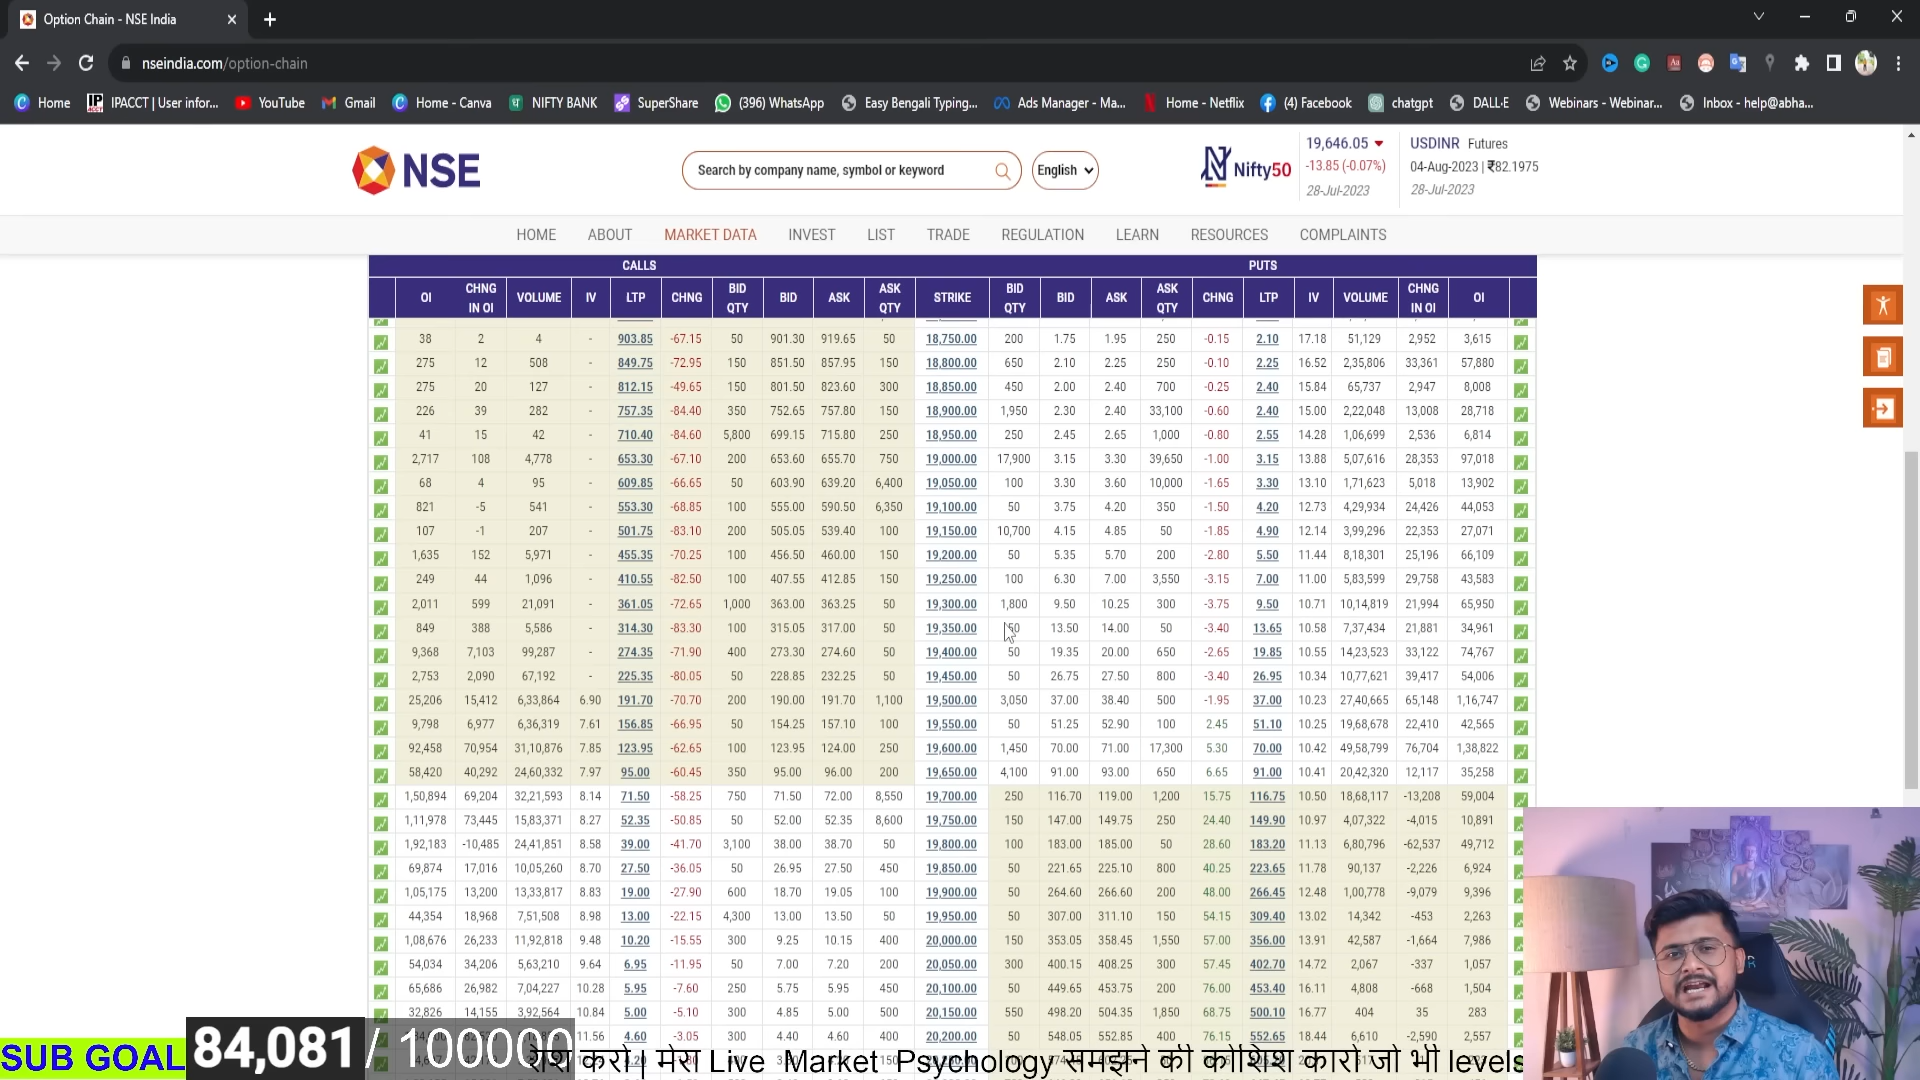 Option Chain - NSE India
nseindia.com/option-chain
Home IPACCT | User infor... YouTube Gmail Home - Canva NIFTY BANK SuperShare (396) WhatsApp Easy Bengali Typing... Ads Manager - Ma... Home - Netflix (4) Facebook chatgpt DALL·E Webinars - Webinar... Inbox - help@abha...
NSE
Search by company name, symbol or keyword
English
Nifty50
19,646.05
-13.85 (-0.07%)
28-Jul-2023
USDINR Futures
04-Aug-2023 | ₹82.1975
28-Jul-2023
HOME ABOUT MARKET DATA INVEST LIST TRADE REGULATION LEARN RESOURCES COMPLAINTS
CALLS PUTS
OI CHNG IN OI VOLUME IV LTP CHNG BID QTY BID ASK ASK QTY STRIKE BID QTY BID ASK ASK QTY CHNG LTP IV VOLUME CHNG IN OI OI
38 2 4 - 903.85 -67.15 50 901.30 919.65 50 18,750.00 200 1.75 1.95 250 -0.15 2.10 17.18 51,129 2,952 3,615
275 12 508 - 849.75 -72.95 150 851.50 857.95 150 18,800.00 650 2.10 2.25 250 -0.10 2.25 16.52 2,35,806 33,361 57,880
275 20 127 - 812.15 -49.65 150 801.50 823.60 300 18,850.00 450 2.00 2.40 700 -0.25 2.40 15.84 65,737 2,947 8,008
226 39 282 - 757.35 -84.40 350 752.65 757.80 150 18,900.00 1,950 2.30 2.40 33,100 -0.60 2.40 15.00 2,22,048 13,008 28,718
41 15 42 - 710.40 -84.60 5,800 699.15 715.80 250 18,950.00 250 2.45 2.65 1,000 -0.80 2.55 14.28 1,06,699 2,536 6,814
2,717 108 4,778 - 653.30 -67.10 200 653.60 655.70 750 19,000.00 17,900 3.15 3.30 39,650 -1.00 3.15 13.88 5,07,616 28,353 97,018
68 4 95 - 609.85 -66.65 50 603.90 639.20 6,400 19,050.00 100 3.30 3.60 10,000 -1.65 3.30 13.10 1,71,623 5,018 13,902
821 -5 541 - 553.30 -68.85 100 555.00 590.50 6,350 19,100.00 50 3.75 4.20 350 -1.50 4.20 12.73 4,29,934 24,426 44,053
107 -1 207 - 501.75 -83.10 200 505.05 539.40 100 19,150.00 10,700 4.15 4.85 50 -1.85 4.90 12.14 3,99,296 22,353 27,071
1,635 152 5,971 - 455.35 -70.25 100 456.50 460.00 150 19,200.00 50 5.35 5.70 200 -2.80 5.50 11.44 8,18,301 25,196 66,109
249 44 1,096 - 410.55 -82.50 100 407.55 412.85 150 19,250.00 100 6.30 7.00 3,550 -3.15 7.00 11.00 5,83,599 29,758 43,583
2,011 599 21,091 - 361.05 -72.65 1,000 363.00 363.25 50 19,300.00 1,800 9.50 10.25 300 -3.75 9.50 10.71 10,14,819 21,994 65,950
849 388 5,586 - 314.30 -83.30 100 315.05 317.00 50 19,350.00 50 13.50 14.00 50 -3.40 13.65 10.58 7,37,434 21,881 34,961
9,368 7,103 99,287 - 274.35 -71.90 400 273.30 274.60 50 19,400.00 50 19.35 20.00 650 -2.65 19.85 10.55 14,23,523 33,122 74,767
2,753 2,090 67,192 - 225.35 -80.05 50 228.85 232.25 50 19,450.00 50 26.75 27.50 800 -3.40 26.95 10.34 10,77,621 39,417 54,006
25,206 15,412 6,33,864 6.90 191.70 -70.70 200 190.00 191.70 1,100 19,500.00 3,050 37.00 38.40 500 -1.95 37.00 10.23 27,40,665 65,148 1,16,747
9,798 6,977 6,36,319 7.61 156.85 -66.95 50 154.25 157.10 100 19,550.00 50 51.25 52.90 100 2.45 51.10 10.25 19,68,678 22,410 42,565
92,458 70,954 31,10,876 7.85 123.95 -62.65 100 123.95 124.00 250 19,600.00 1,450 70.00 71.00 17,300 5.30 70.00 10.42 49,58,799 76,704 1,38,822
58,420 40,292 24,60,332 7.97 95.00 -60.45 350 95.00 96.00 200 19,650.00 4,100 91.00 93.00 650 6.65 91.00 10.41 20,42,320 12,117 35,258
1,50,894 69,204 32,21,593 8.14 71.50 -58.25 750 71.50 72.00 8,550 19,700.00 250 116.70 119.00 1,200 15.75 116.75 10.50 18,68,117 -13,208 59,004
1,11,978 73,445 15,83,371 8.27 52.35 -50.85 50 52.00 52.35 8,600 19,750.00 150 147.00 149.75 250 24.40 149.90 10.97 4,07,322 -4,015 10,891
1,92,183 -10,485 24,41,851 8.58 39.00 -41.70 3,100 38.00 38.70 50 19,800.00 100 183.00 185.00 50 28.60 183.20 11.13 6,80,796 -62,537 49,712
69,874 17,016 10,05,260 8.70 27.50 -36.05 50 26.95 27.50 450 19,850.00 50 221.65 225.10 800 40.25 223.65 11.78 90,137 -2,226 6,924
1,05,175 13,200 13,33,817 8.83 19.00 -27.90 600 18.70 19.05 100 19,900.00 50 264.60 266.60 200 48.00 266.45 12.48 1,00,778 -9,079 9,396
44,354 18,968 7,51,508 8.98 13.00 -22.15 4,300 13.00 13.50 50 19,950.00 50 307.00 311.10 150 54.15 309.40 13.02 14,342 -453 2,263
1,08,676 26,233 11,92,818 9.48 10.20 -15.55 300 9.25 10.15 400 20,000.00 150 353.05 358.45 1,550 57.00 356.00 13.91 42,587 -1,664 7,986
54,034 34,206 5,63,210 9.64 6.95 -11.95 50 7.00 7.20 200 20,050.00 300 400.15 408.25 300 57.45 402.70 14.72 2,067 -337 1,057
65,686 26,982 7,04,227 10.28 5.95 -7.60 250 5.75 5.95 450 20,100.00 50 449.65 453.75 200 76.00 453.40 16.11 4,808 -668 1,504
32,826 14,155 3,92,564 10.84 5.00 -5.10 300 4.85 5.00 500 20,150.00 550 498.20 504.35 1,850 68.75 500.10 16.77 404 35 283
11.56 4.60 -3.05 300 4.40 4.60 400 20,200.00 50 548.05 552.85 400 76.15 552.65 18.44 6,610 -2,590 2,557
SUB GOAL 84,081 / 100000
रोश करो | मेरा Live Market Psychology समझने की कोशिश कारो जो भी levels